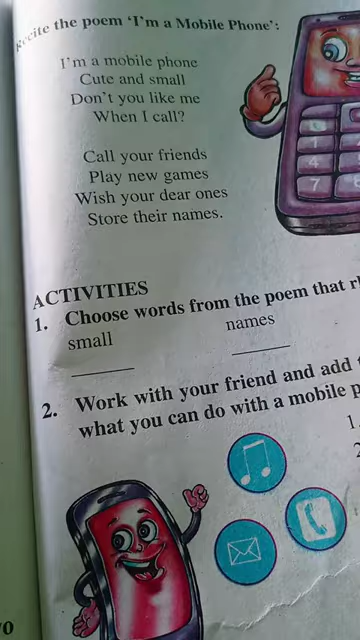 Recite the poem ‘I'm a Mobile Phone’:
I'm a mobile phone
Cute and small
Don't you like me
When I call?
Call your friends
Play new games
Wish your dear ones
Store their names.
1
4
7
ACTIVITIES
1. Choose words from the poem that
small names
2. Work with your friend and add
what you can do with a mobile
1.
2